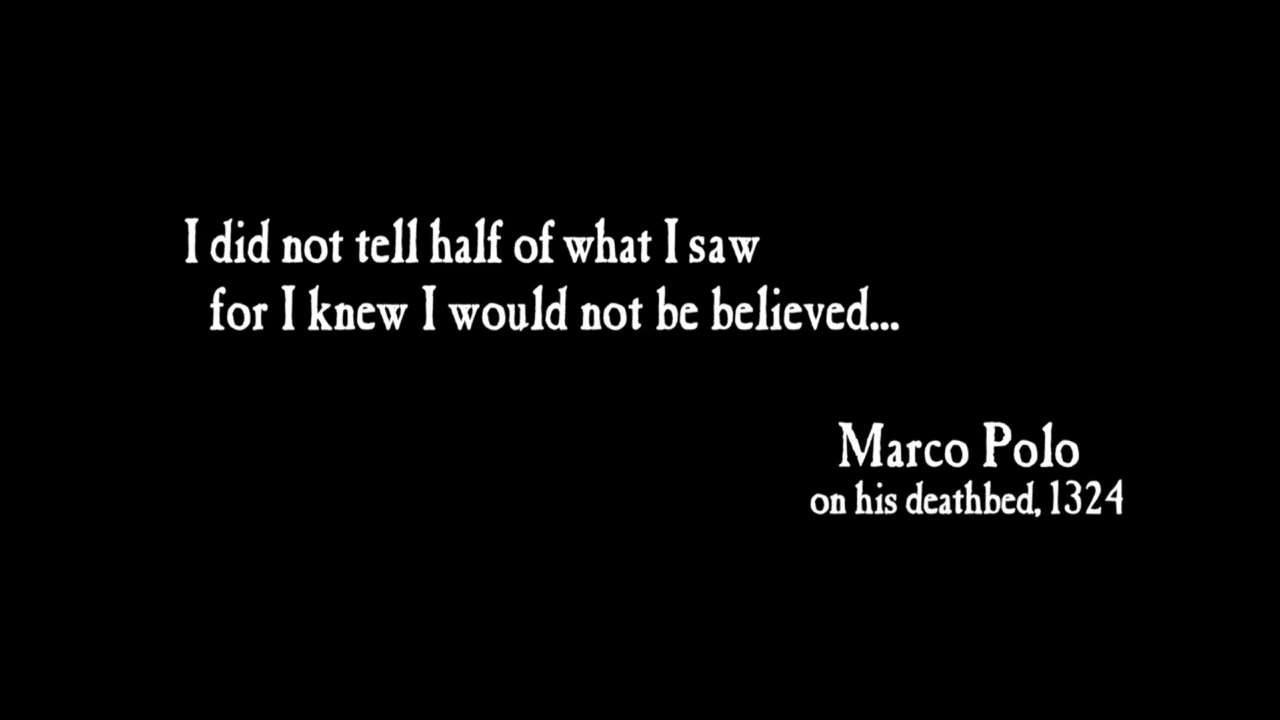 I did not tell half of what I saw
for I knew I would not be believed...
Marco Polo
on his deathbed, 1324